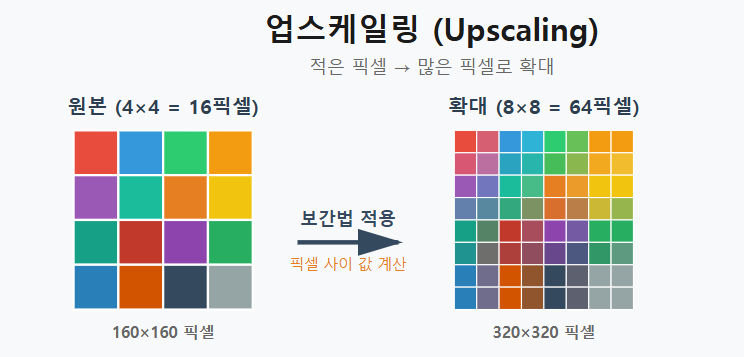 업스케일링 (Upscaling)
적은 픽셀 → 많은 픽셀로 확대
원본 (4×4 = 16픽셀)
확대 (8×8 = 64픽셀)
보간법 적용
픽셀 사이 값 계산
160×160 픽셀
320×320 픽셀